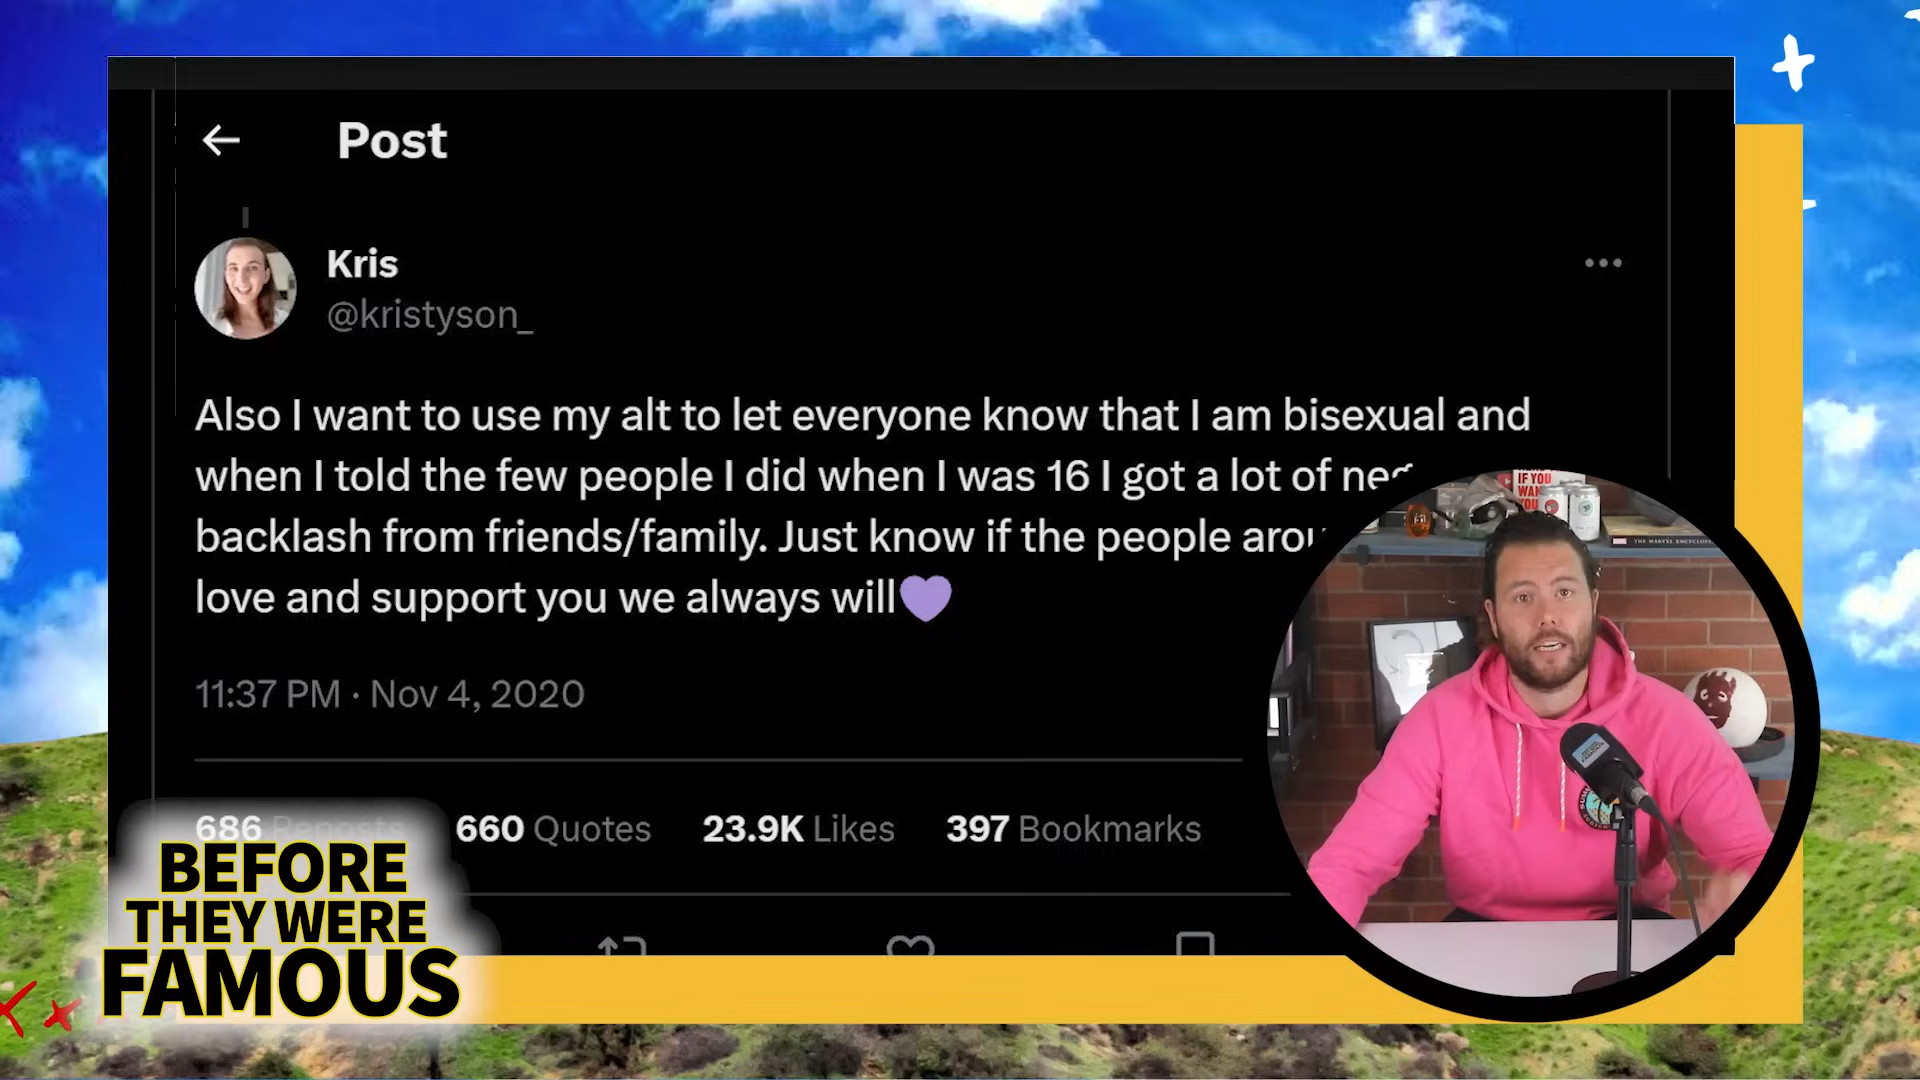 Post
Kris
@kristyson_
Also I want to use my alt to let everyone know that I am bisexual and
when I told the few people I did when I was 16 I got a lot of
backlash from friends/family. Just know if the people
love and support you we always will💜
11:37 PM · Nov 4, 2020
686 Reposts 660 Quotes 23.9K Likes 397 Bookmarks
BEFORE
THEY WERE
FAMOUS
IF YOU